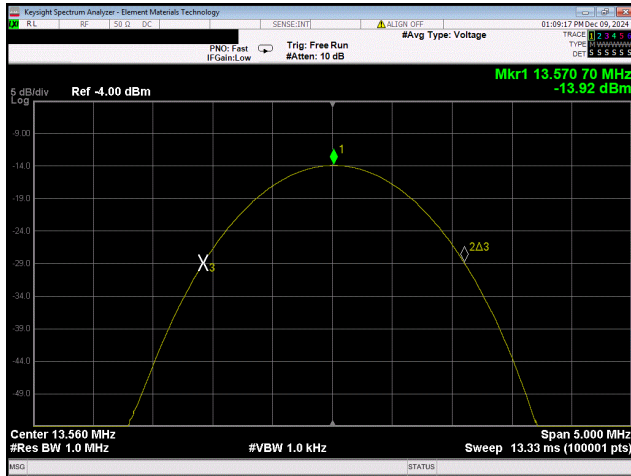 Keysight Spectrum Analyzer - Element Materials Technology
RL RF 50 Ω DC SENSE:INT ALIGN OFF 01:09:17 PM Dec 09, 2024
#Avg Type: Voltage TRACE 1 2 3 4 5 6
PNO: Fast Trig: Free Run TYPE M W W W W W
IFGain:Low #Atten: 10 dB DET S S S S S S
Mkr1 13.570 70 MHz
-13.92 dBm
5 dB/div Ref -4.00 dBm
Log
-9.00
1
-14.0
-19.0
-24.0
2Δ3
-29.0
3
-34.0
-39.0
-44.0
-49.0
Center 13.560 MHz Span 5.000 MHz
#Res BW 1.0 MHz #VBW 1.0 kHz Sweep 13.33 ms (100001 pts)
MSG STATUS